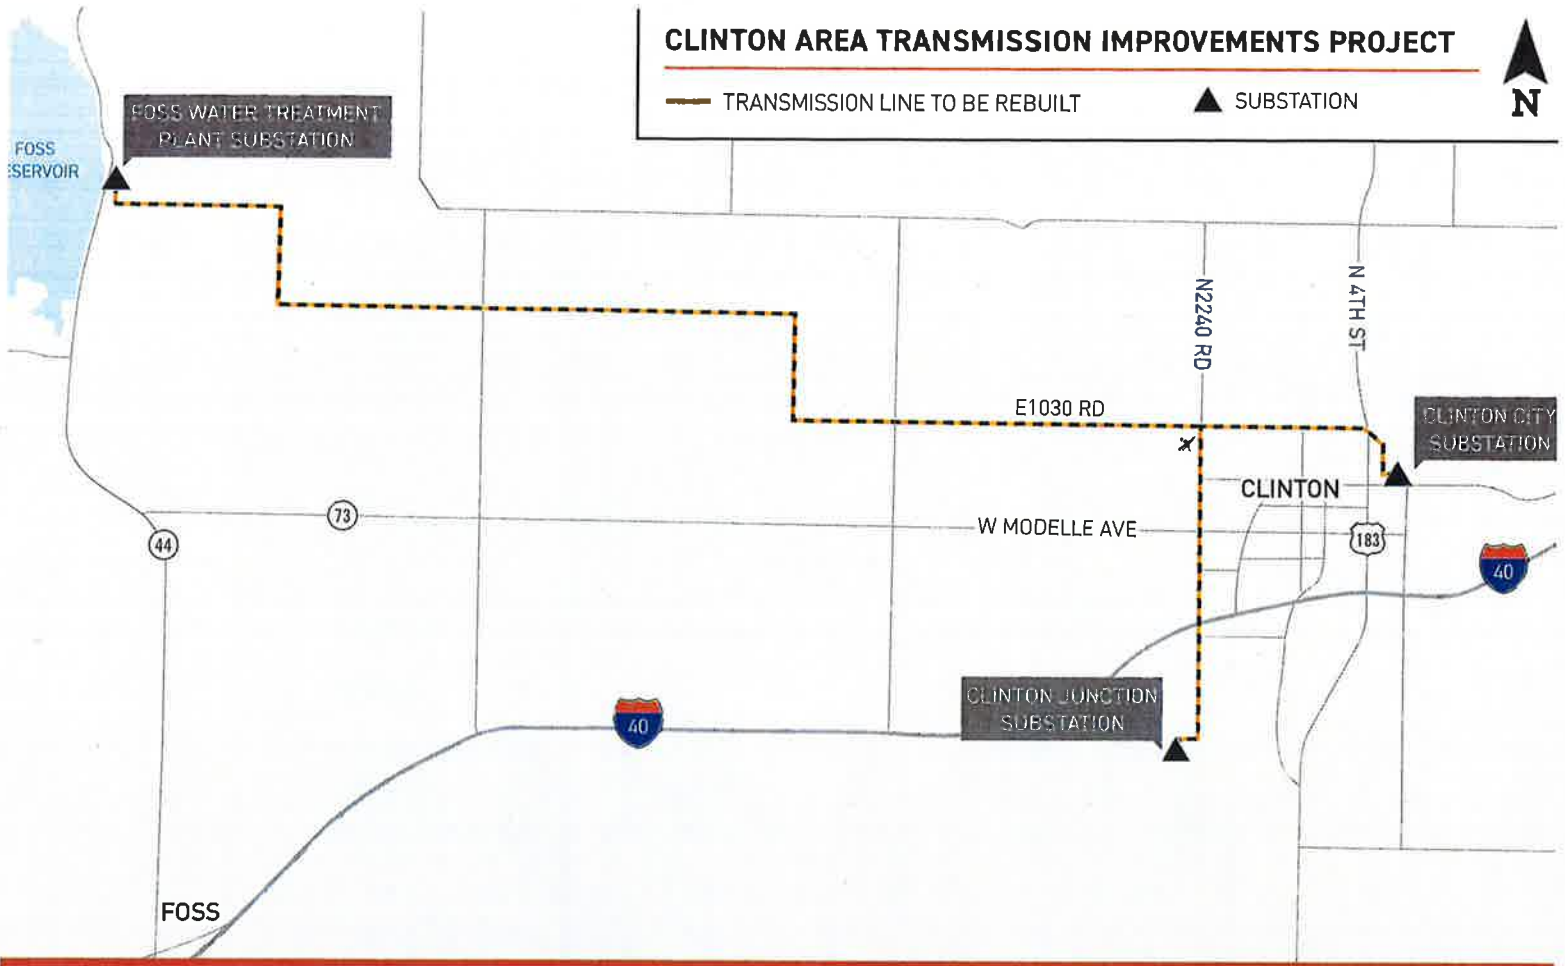 CLINTON AREA TRANSMISSION IMPROVEMENTS PROJECT
TRANSMISSION LINE TO BE REBUILT
SUBSTATION
N
FOSS WATER TREATMENT
PLANT SUBSTATION
FOSS
ESERVOIR
N2240 RD
N 4TH ST
E1030 RD
CLINTON CITY
SUBSTATION
CLINTON
73
W MODELLE AVE
183
44
40
CLINTON JUNCTION
SUBSTATION
40
FOSS